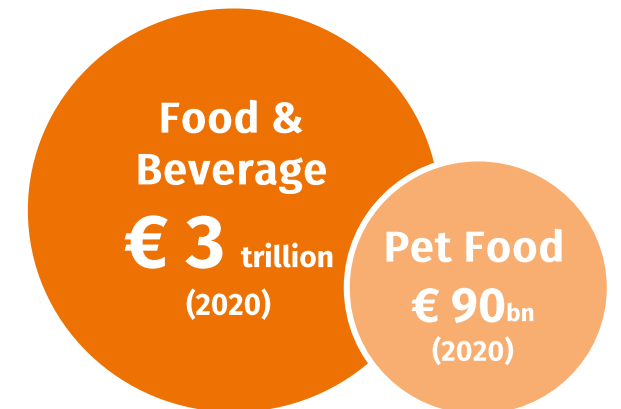 Food &
Beverage
€ 3 trillion
(2020)
Pet Food
€ 90bn
(2020)